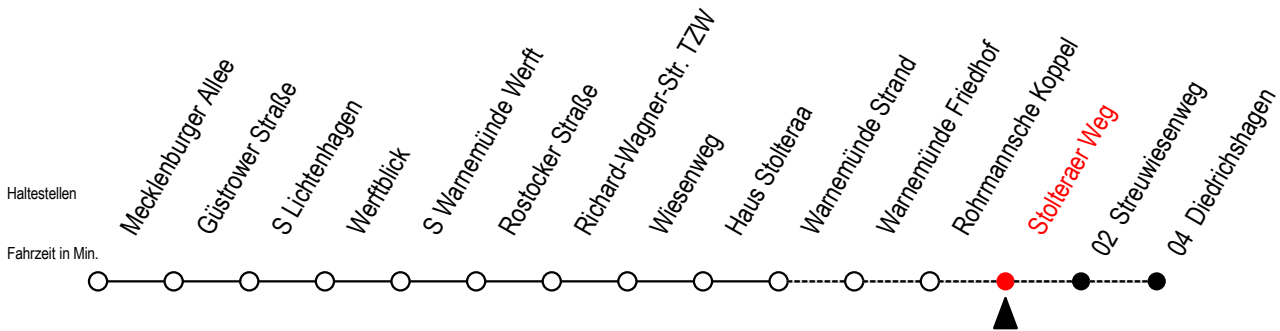 Haltestellen
Fahrzeit in Min.
Mecklenburger Allee
Güstrower Straße
S Lichtenhagen
Werftblick
S Warnemünde Werft
Rostocker Straße
Richard-Wagner-Str. TZW
Wiesenweg
Haus Stolteraa
Warnemünde Strand
Warnemünde Friedhof
Rohrmannsche Koppel
Stolteraer Weg
02 Streuwiesenweg
04 Diedrichshagen